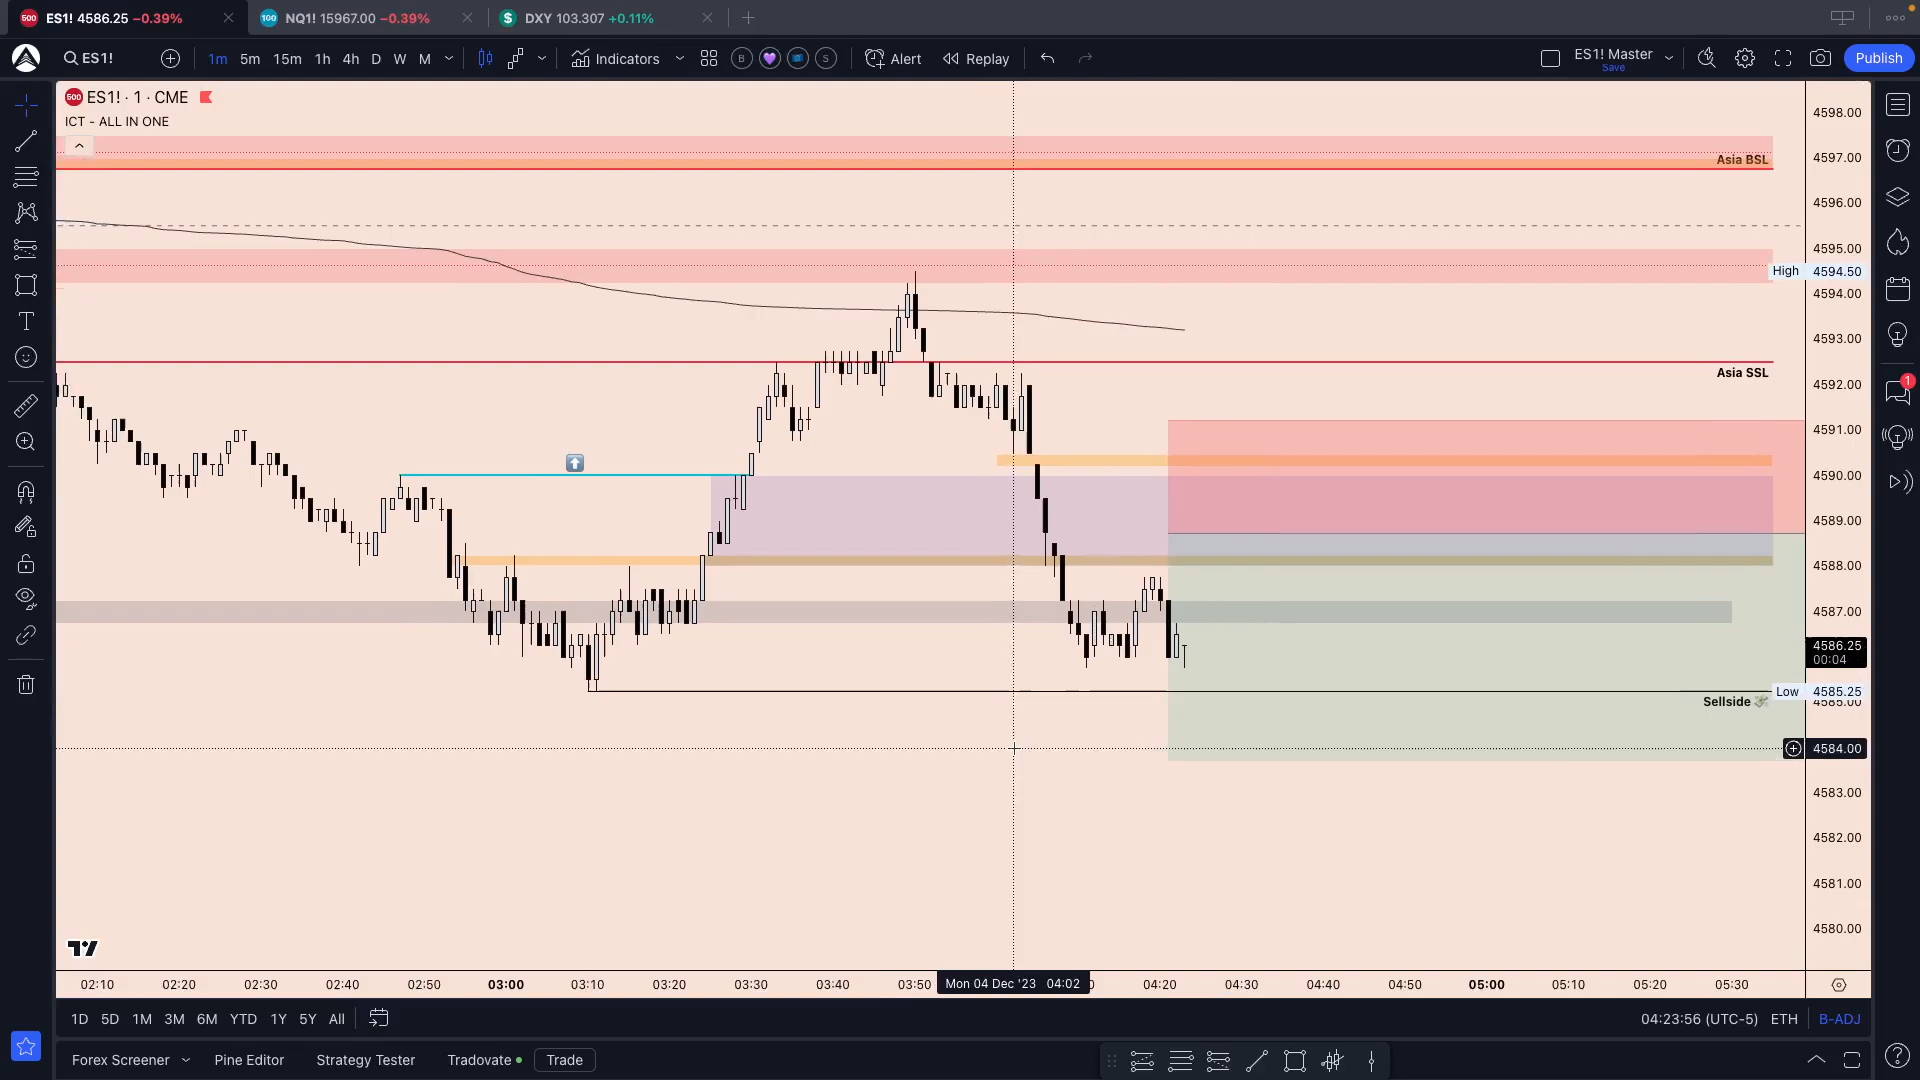 500 ES1! 4586.25 −0.39%
100 NQ1! 15967.00 −0.39%
$ DXY 103.307 +0.11%
ES1! 1m 5m 15m 1h 4h D W M Indicators B S Alert Replay ES1! Master Publish
Save
500 ES1! · 1 · CME
ICT - ALL IN ONE
4598.00
Asia BSL 4597.00
4596.00
4595.00
High 4594.50
4594.00
4593.00
Asia SSL
4592.00
4591.00
4590.00
4589.00
4588.00
4587.00
4586.25
00:04
Low 4585.25
Sellside 💸 4585.00
4584.00
4583.00
4582.00
4581.00
4580.00
02:10 02:20 02:30 02:40 02:50 03:00 03:10 03:20 03:30 03:40 03:50 Mon 04 Dec '23 04:02 04:20 04:30 04:40 04:50 05:00 05:10 05:20 05:30
1D 5D 1M 3M 6M YTD 1Y 5Y All 04:23:56 (UTC-5) ETH B-ADJ
Forex Screener Pine Editor Strategy Tester Tradovate Trade
1